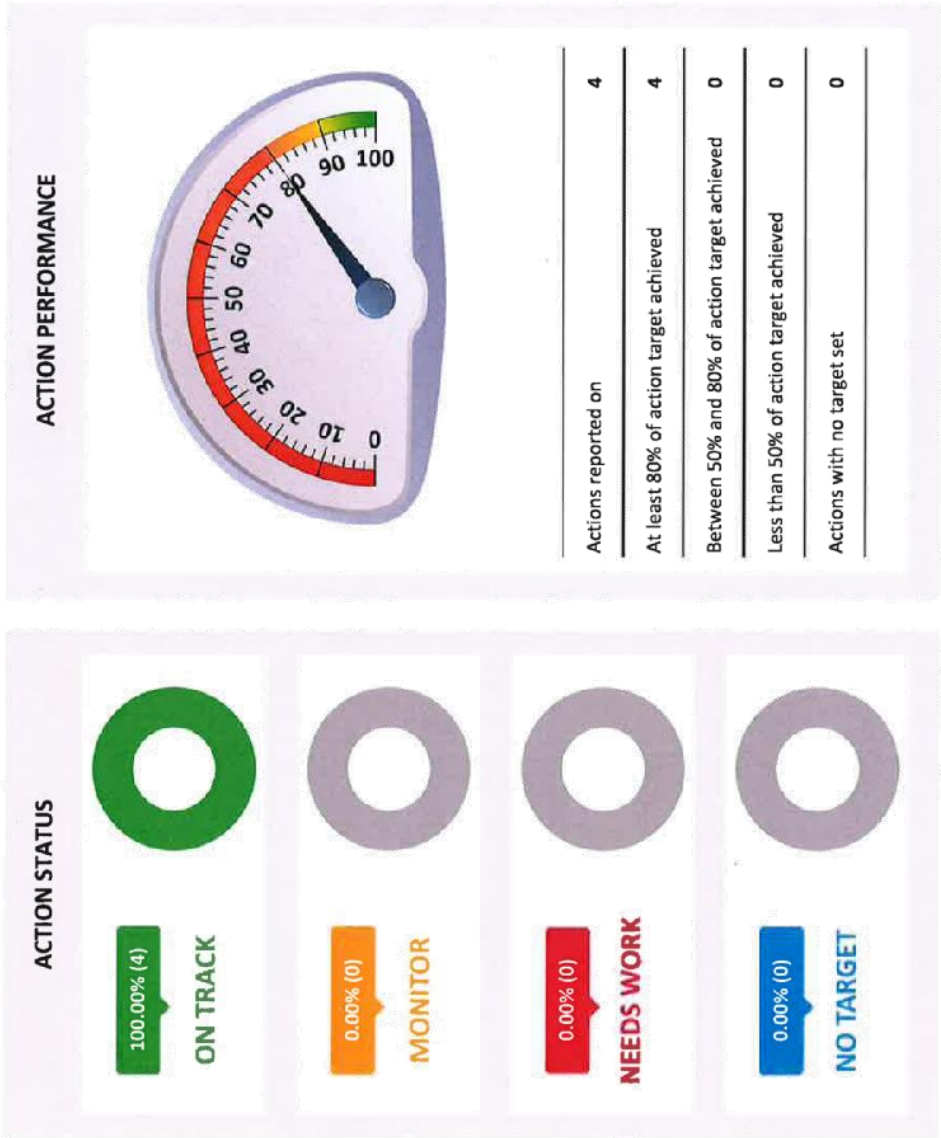 ACTION STATUS
100.00% (4)
ON TRACK
0.00% (0)
MONITOR
0.00% (0)
NEEDS WORK
0.00% (0)
NO TARGET
ACTION PERFORMANCE
0
10
20
30
40
50
60
70
80
90
100
Actions reported on 4
At least 80% of action target achieved 4
Between 50% and 80% of action target achieved 0
Less than 50% of action target achieved 0
Actions with no target set 0